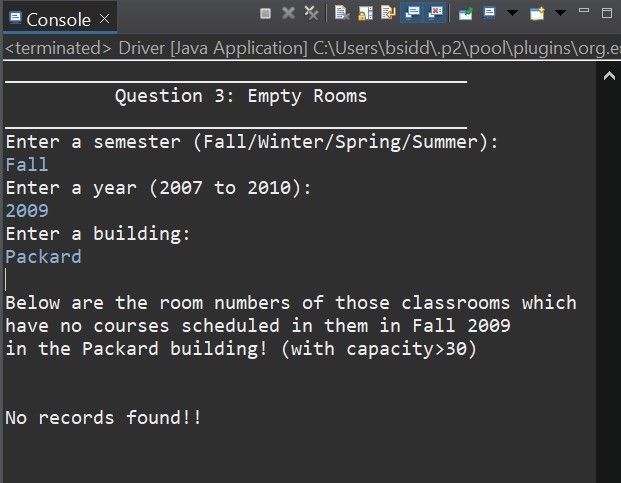 Console
<terminated> Driver [Java Application] C:\Users\bsidd\.p2\pool\plugins\org.e
Question 3: Empty Rooms
Enter a semester (Fall/Winter/Spring/Summer):
Fall
Enter a year (2007 to 2010):
2009
Enter a building:
Packard
Below are the room numbers of those classrooms which
have no courses scheduled in them in Fall 2009
in the Packard building! (with capacity>30)
No records found!!